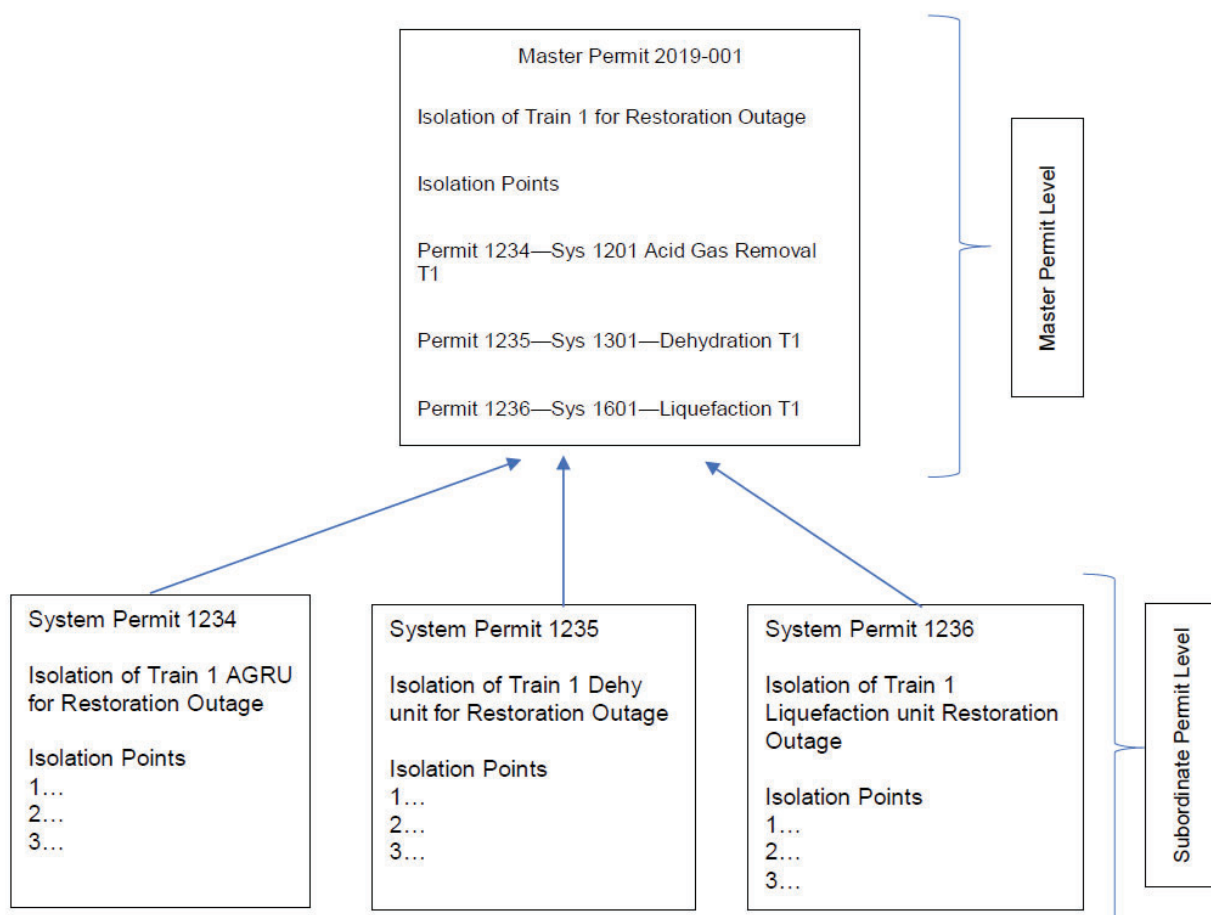 Master Permit 2019-001
Isolation of Train 1 for Restoration Outage
Isolation Points
Permit 1234—Sys 1201 Acid Gas Removal
T1
Permit 1235—Sys 1301—Dehydration T1
Permit 1236—Sys 1601—Liquefaction T1
Master Permit Level
System Permit 1234
Isolation of Train 1 AGRU
for Restoration Outage
Isolation Points
1…
2…
3…
System Permit 1235
Isolation of Train 1 Dehy
unit for Restoration Outage
Isolation Points
1…
2…
3…
System Permit 1236
Isolation of Train 1
Liquefaction unit Restoration
Outage
Isolation Points
1…
2…
3…
Subordinate Permit Level